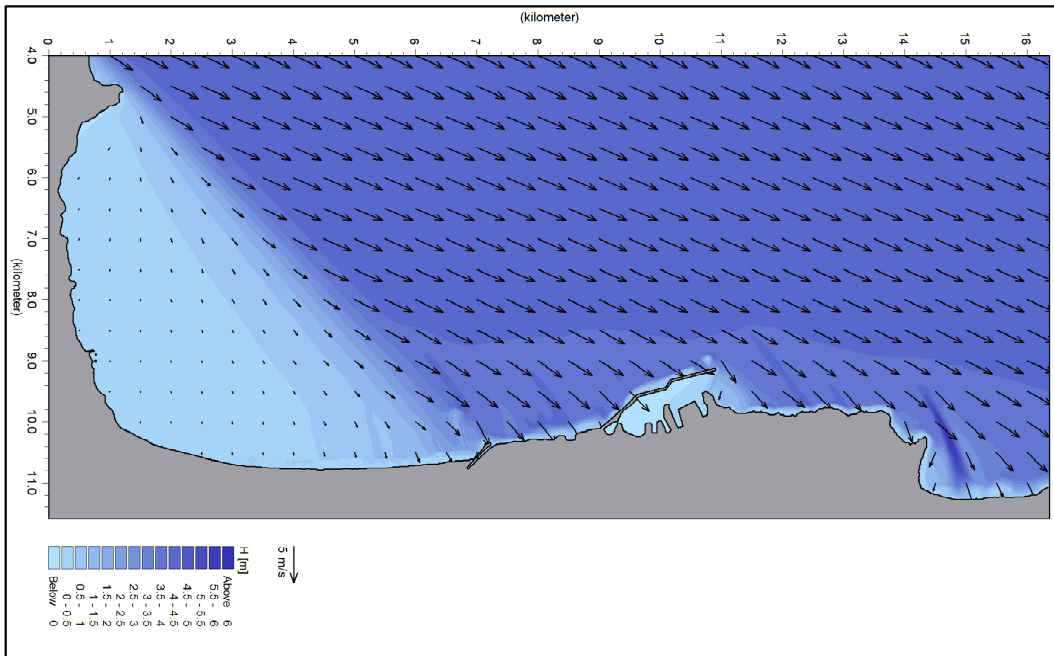 (kilometer)
0 1 2 3 4 5 6 7 8 9 10 11 12 13 14 15 16
4.0
5.0
6.0
7.0
8.0
9.0
10.0
11.0
(kilometer)
5 m/s
H [m]
Above 6
5.5 - 6
5 - 5.5
4.5 - 5
4 - 4.5
3.5 - 4
3 - 3.5
2.5 - 3
2 - 2.5
1.5 - 2
1 - 1.5
0.5 - 1
0 - 0.5
Below 0